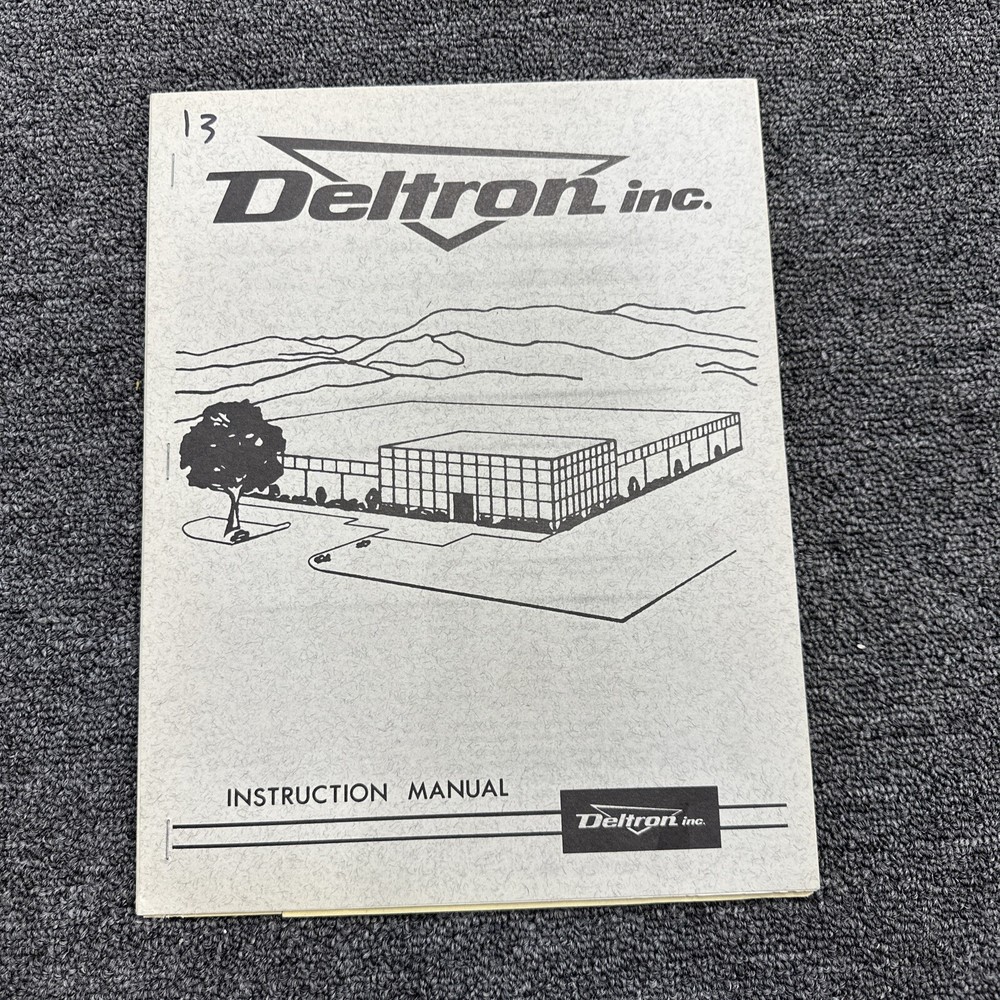 13
Deltron inc.
INSTRUCTION MANUAL
Deltron inc.